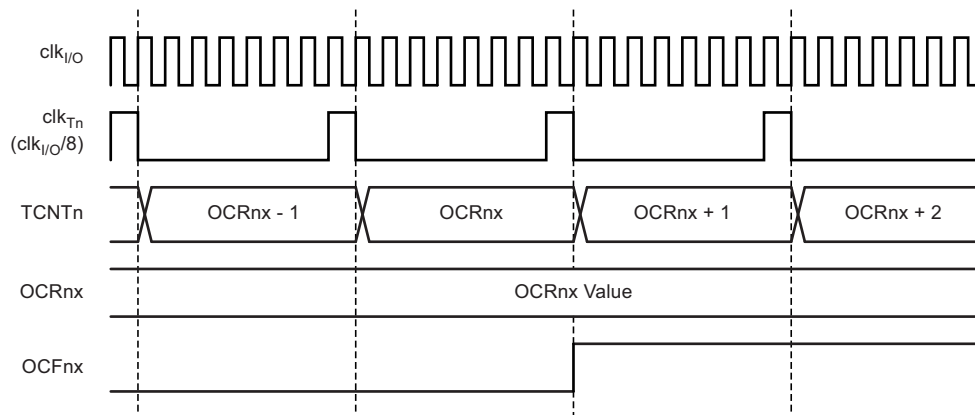 clkI/O
clkTn
(clkI/O/8)
TCNTn OCRnx - 1 OCRnx OCRnx + 1 OCRnx + 2
OCRnx OCRnx Value
OCFnx